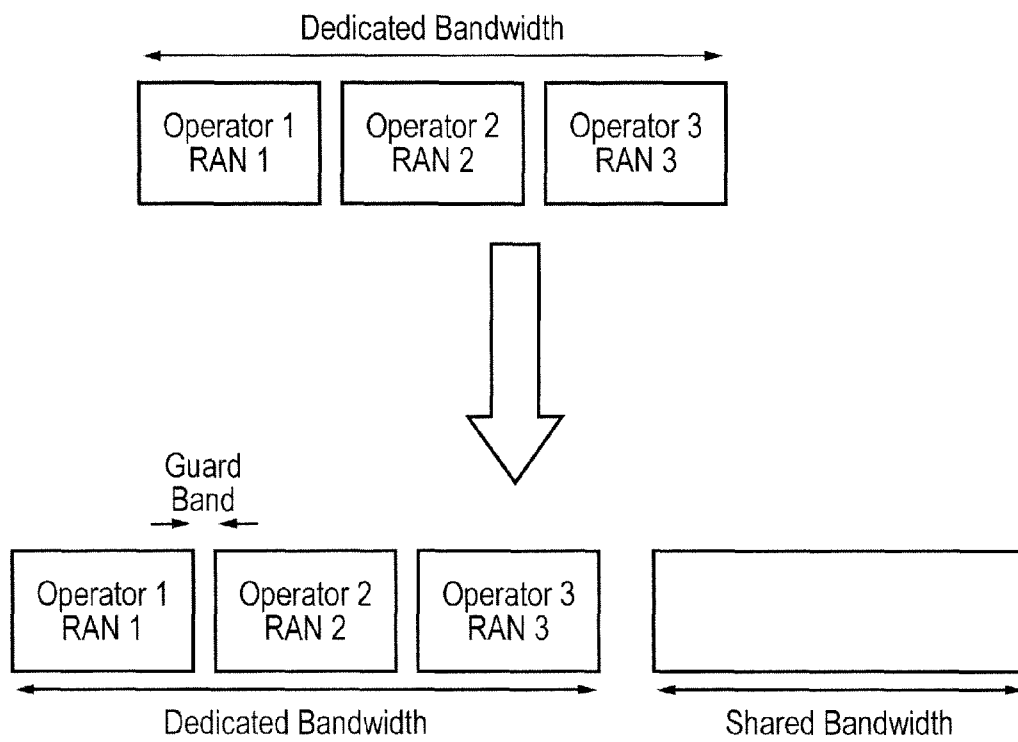 Dedicated Bandwidth
Operator 1
RAN 1
Operator 2
RAN 2
Operator 3
RAN 3
Guard
Band
Operator 1
RAN 1
Operator 2
RAN 2
Operator 3
RAN 3
Dedicated Bandwidth
Shared Bandwidth